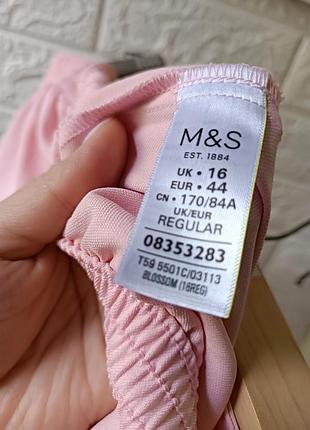 M&S
EST. 1884
UK • 16
EUR • 44
CN • 170/84A
UK/EUR
REGULAR
08353283
T59 5501C/03113
BLOSSOM (16REG)